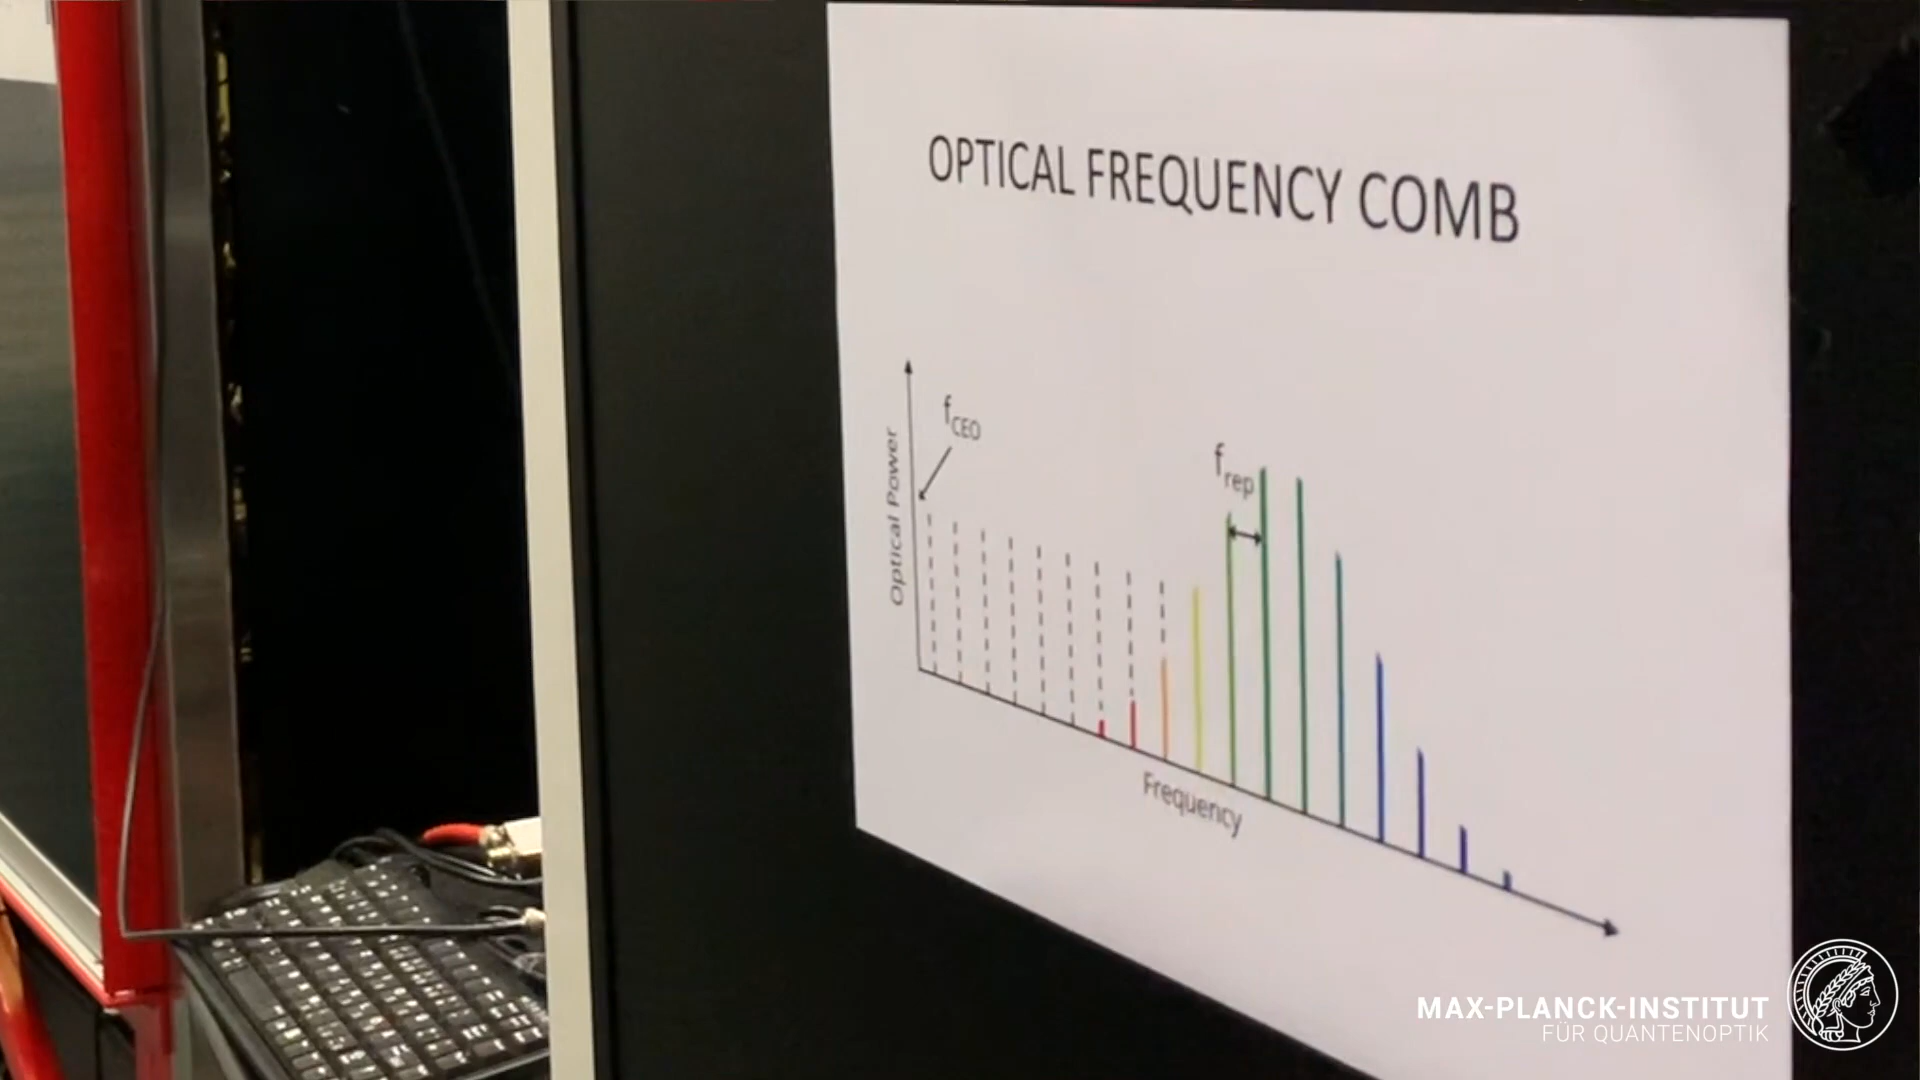 OPTICAL FREQUENCY COMB
fCEO
frep
Optical Power
Frequency
MAX-PLANCK-INSTITUT
FÜR QUANTENOPTIK